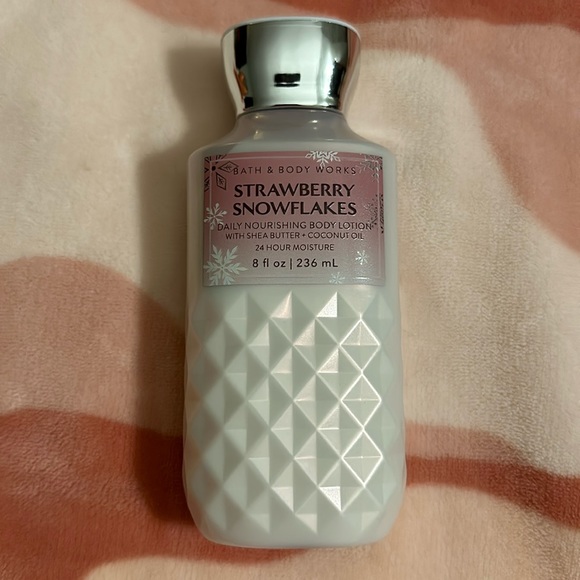 BATH & BODY WORKS
STRAWBERRY
SNOWFLAKES
DAILY NOURISHING BODY LOTION
WITH SHEA BUTTER + COCONUT OIL
24 HOUR MOISTURE
8 fl oz | 236 mL